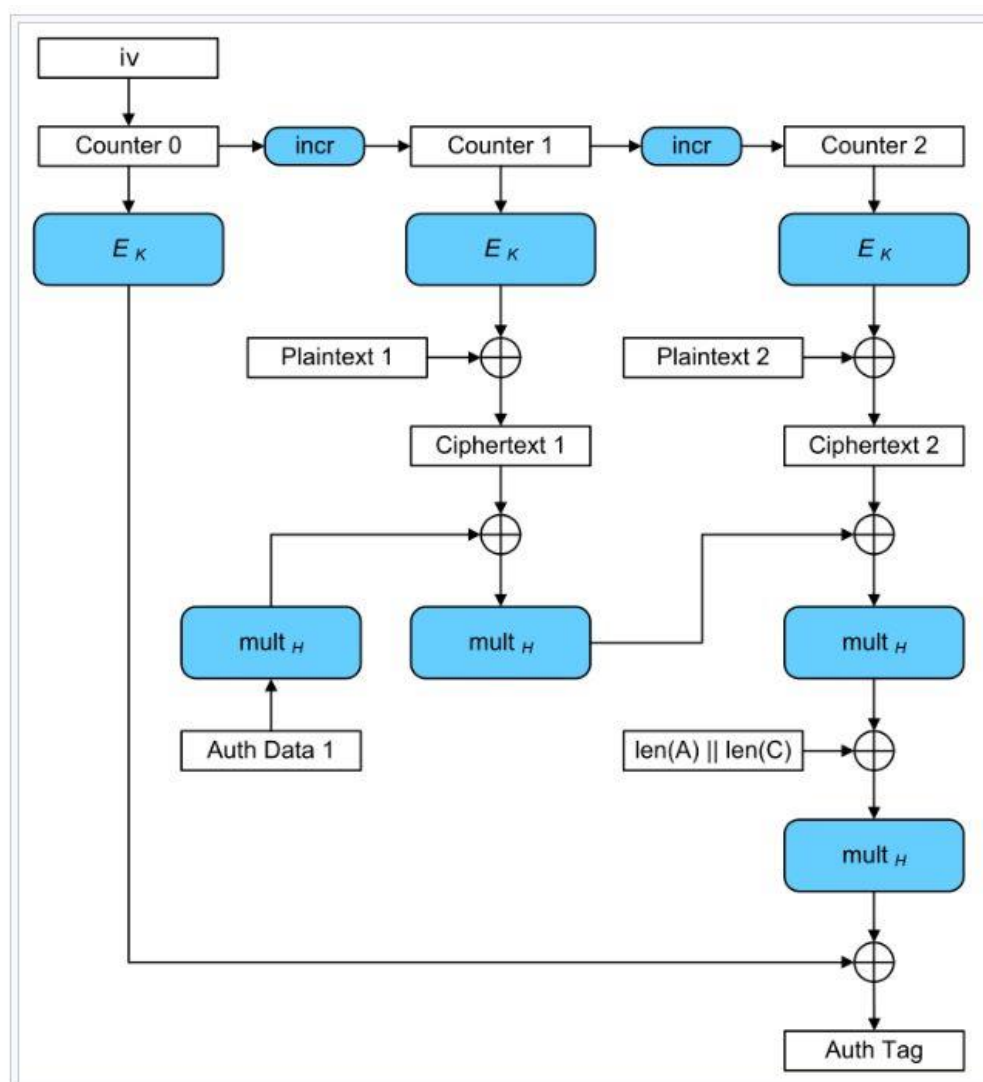 iv
Counter 0
incr
Counter 1
incr
Counter 2
E K
E K
E K
Plaintext 1
Plaintext 2
Ciphertext 1
Ciphertext 2
mult H
mult H
mult H
Auth Data 1
len(A) || len(C)
mult H
Auth Tag